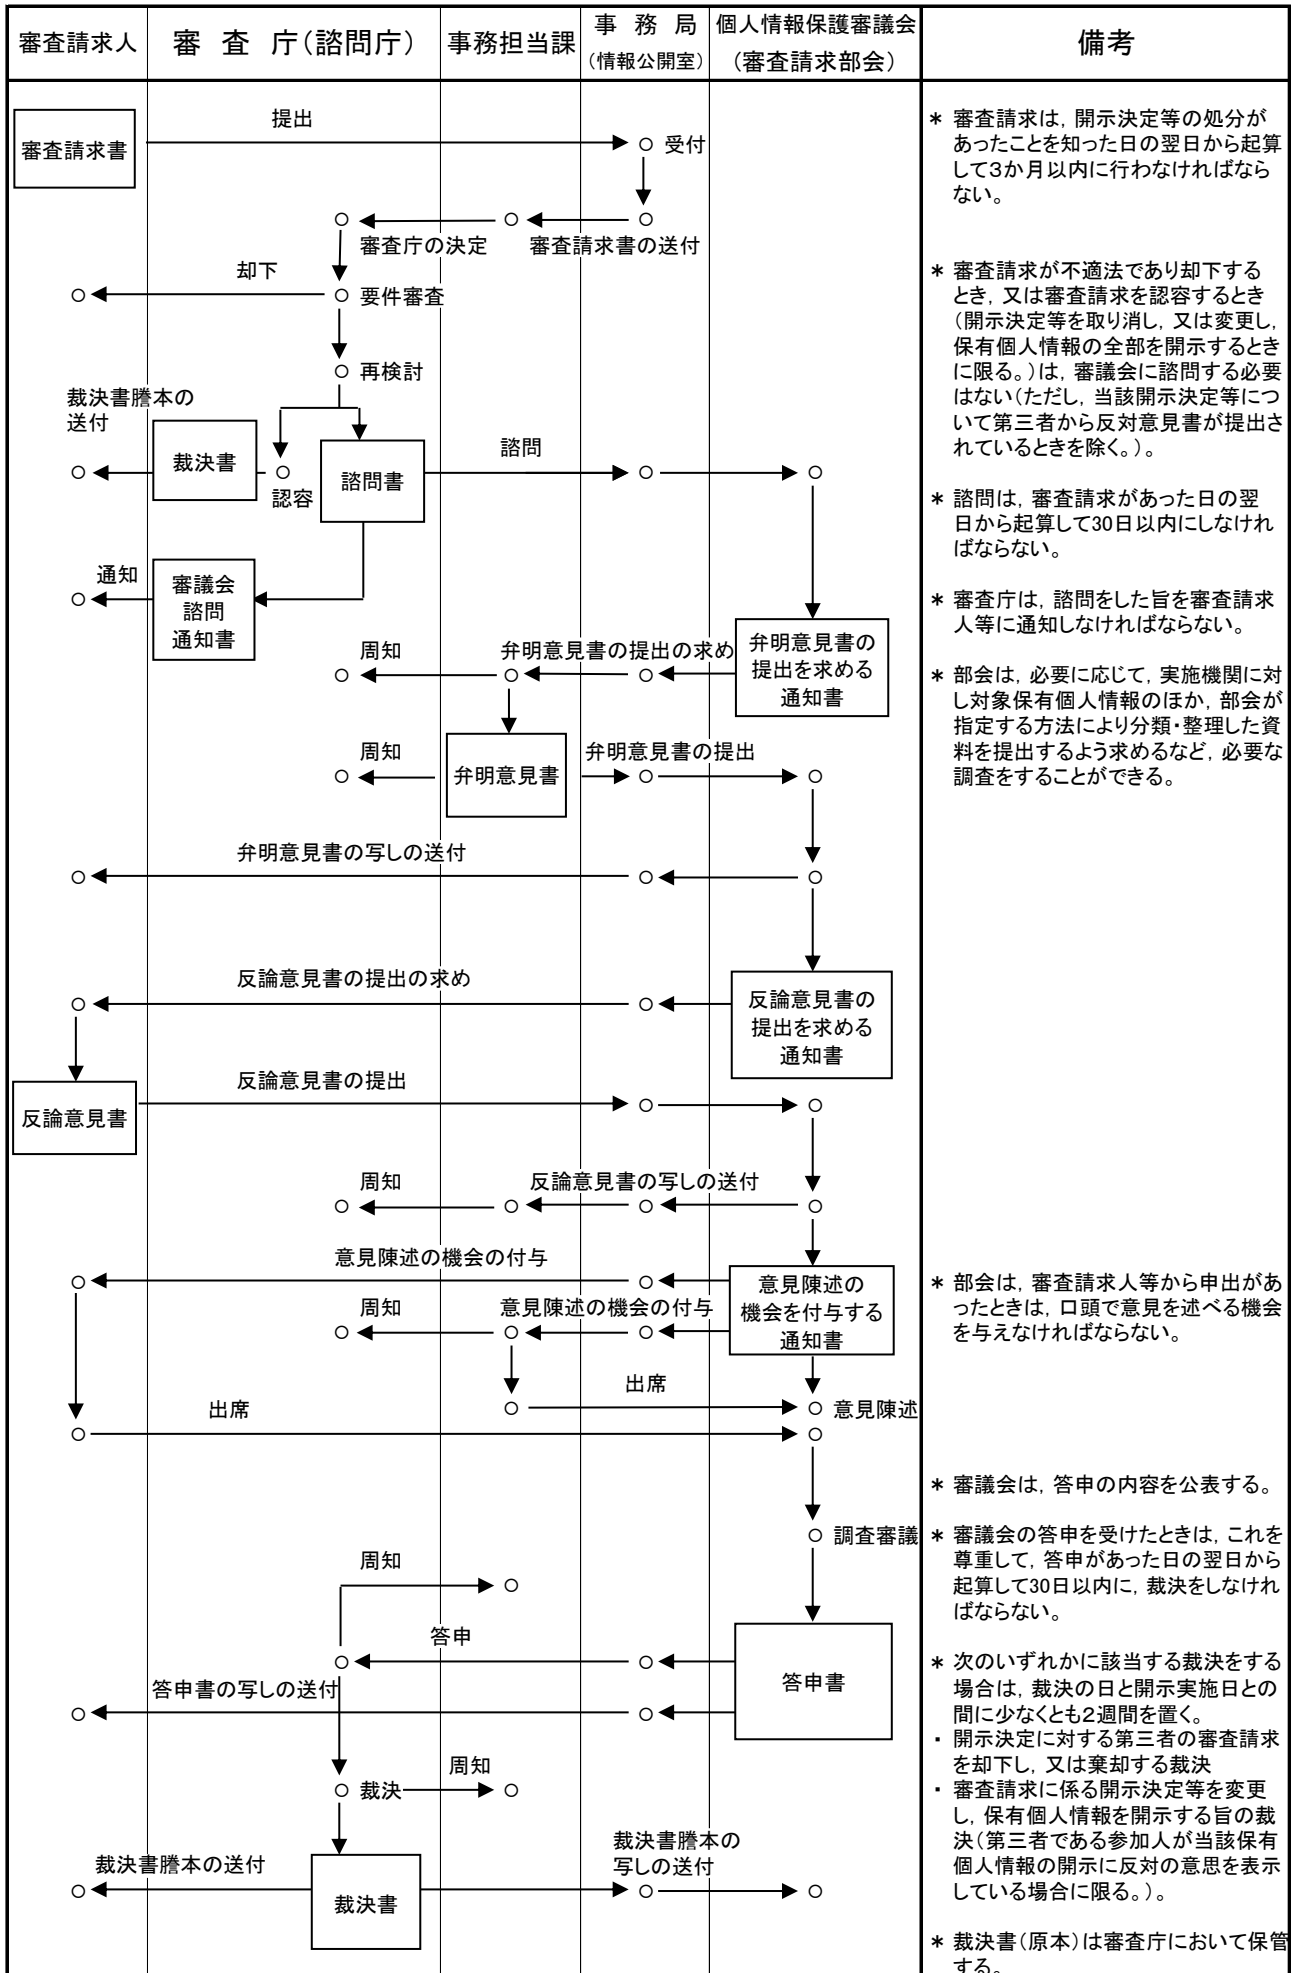 審査請求人
審 査 庁(諮問庁)
事務担当課
事 務 局
(情報公開室)
個人情報保護審議会
(審査請求部会)
備考
審査請求書
提出
受付
審査庁の決定
審査請求書の送付
却下
要件審査
再検討
裁決書謄本の
送付
裁決書
認容
諮問書
諮問
通知
審議会
諮問
通知書
周知
弁明意見書の提出の求め
弁明意見書の
提出を求める
通知書
周知
弁明意見書
弁明意見書の提出
弁明意見書の写しの送付
反論意見書の提出の求め
反論意見書の
提出を求める
通知書
反論意見書
反論意見書の提出
周知
反論意見書の写しの送付
意見陳述の機会の付与
周知
意見陳述の機会の付与
意見陳述の
機会を付与する
通知書
出席
意見陳述
出席
調査審議
周知
答申
答申書
答申書の写しの送付
裁決
周知
裁決書謄本の送付
裁決書
裁決書謄本の
写しの送付
* 審査請求は,開示決定等の処分が
あったことを知った日の翌日から起算
して3か月以内に行わなければなら
ない。
* 審査請求が不適法であり却下する
とき,又は審査請求を認容するとき
(開示決定等を取り消し,又は変更し,
保有個人情報の全部を開示するとき
に限る。)は,審議会に諮問する必要
はない(ただし,当該開示決定等につ
いて第三者から反対意見書が提出さ
れているときを除く。)。
* 諮問は,審査請求があった日の翌
日から起算して30日以内にしなけれ
ばならない。
* 審査庁は,諮問をした旨を審査請求
人等に通知しなければならない。
* 部会は,必要に応じて,実施機関に対
し対象保有個人情報のほか,部会が
指定する方法により分類・整理した資
料を提出するよう求めるなど,必要な
調査をすることができる。
* 部会は,審査請求人等から申出があ
ったときは,口頭で意見を述べる機会
を与えなければならない。
* 審議会は,答申の内容を公表する。
* 審議会の答申を受けたときは,これを
尊重して,答申があった日の翌日から
起算して30日以内に,裁決をしなけれ
ばならない。
* 次のいずれかに該当する裁決をする
場合は,裁決の日と開示実施日との
間に少なくとも2週間を置く。
・ 開示決定に対する第三者の審査請求
を却下し,又は棄却する裁決
・ 審査請求に係る開示決定等を変更
し,保有個人情報を開示する旨の裁
決(第三者である参加人が当該保有
個人情報の開示に反対の意思を表示
している場合に限る。)。
* 裁決書(原本)は審査庁において保管
する。